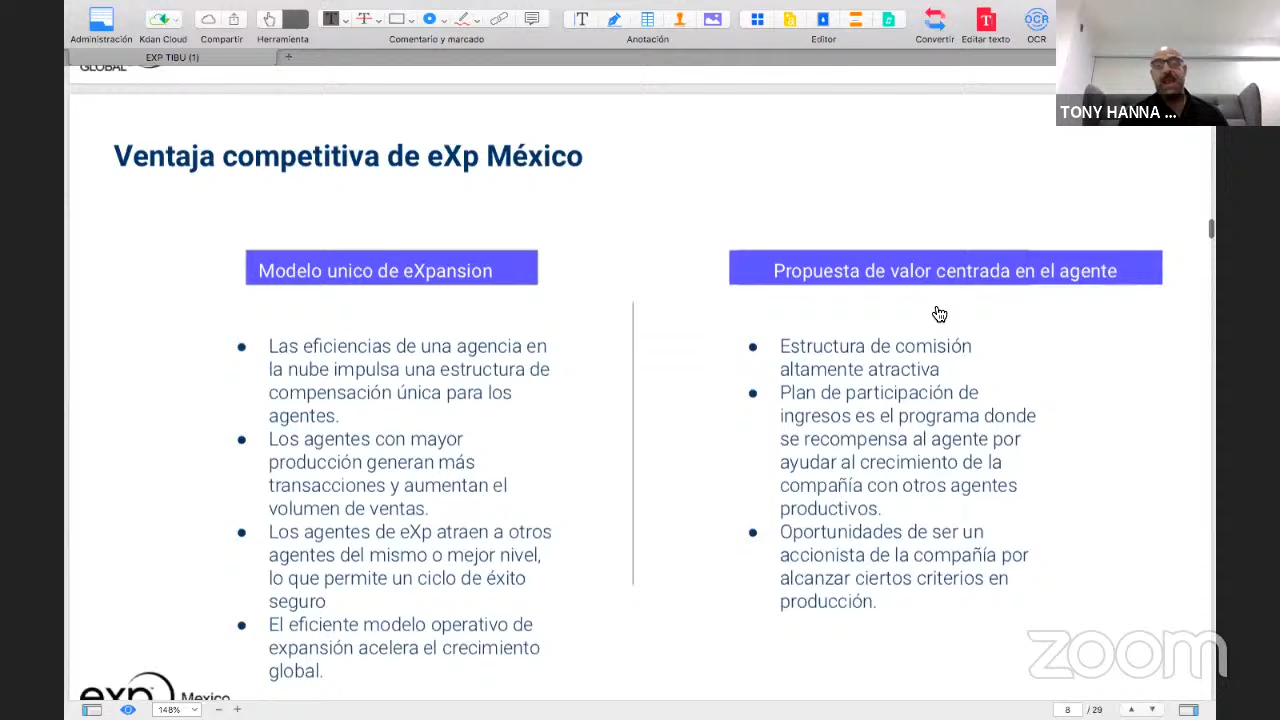 Administración
Kdan Cloud
Compartir
Herramienta
Comentario y marcado
Anotación
Editor
Convertir
Editar texto
OCR
OCR
T
T
T
T
EXP TIBU (1)
+
GLOBAL
TONY HANNA ...
Ventaja competitiva de eXp México
Modelo unico de eXpansion
Las eficiencias de una agencia en
la nube impulsa una estructura de
compensación única para los
agentes.
Los agentes con mayor
producción generan más
transacciones y aumentan el
volumen de ventas.
Los agentes de eXp atraen a otros
agentes del mismo o mejor nivel,
lo que permite un ciclo de éxito
seguro
El eficiente modelo operativo de
expansión acelera el crecimiento
global.
Propuesta de valor centrada en el agente
Estructura de comisión
altamente atractiva
Plan de participación de
ingresos es el programa donde
se recompensa al agente por
ayudar al crecimiento de la
compañía con otros agentes
productivos.
Oportunidades de ser un
accionista de la compañía por
alcanzar ciertos criterios en
producción.
exp Mexico
zoom
148% − +
8 / 29